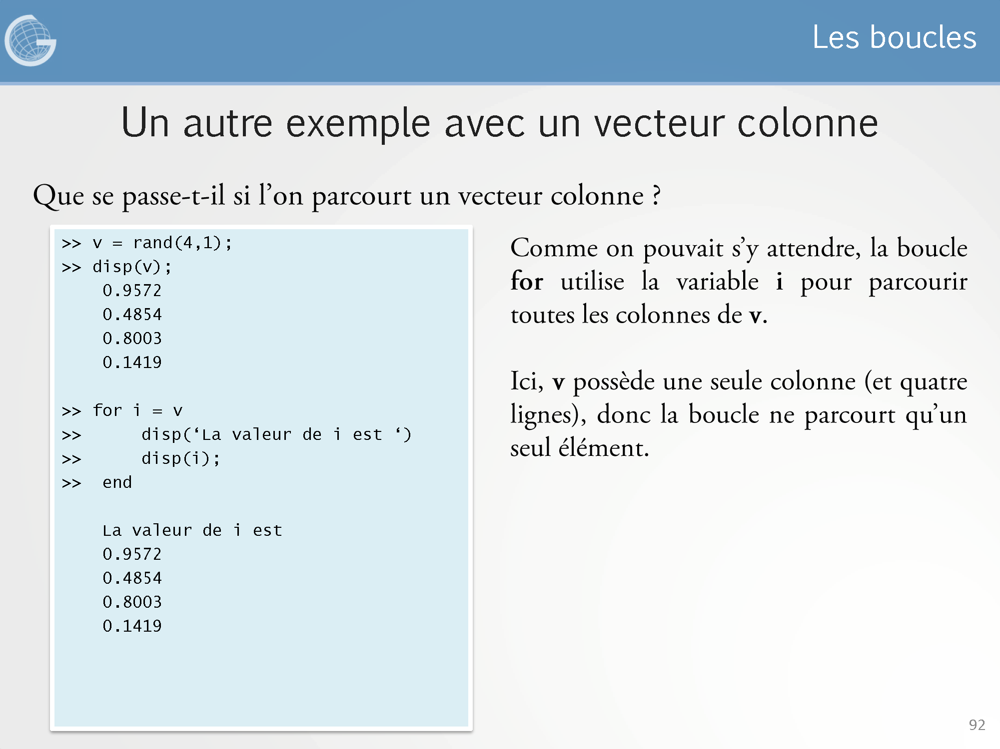 Les boucles
Un autre exemple avec un vecteur colonne
Que se passe-t-il si l’on parcourt un vecteur colonne ?
>> v = rand(4,1);
>> disp(v);
0.9572
0.4854
0.8003
0.1419
>> for i = v
>> disp(‘La valeur de i est ‘)
>> disp(i);
>> end
La valeur de i est
0.9572
0.4854
0.8003
0.1419
Comme on pouvait s’y attendre, la boucle
for utilise la variable i pour parcourir
toutes les colonnes de v.
Ici, v possède une seule colonne (et quatre
lignes), donc la boucle ne parcourt qu’un
seul élément.
92